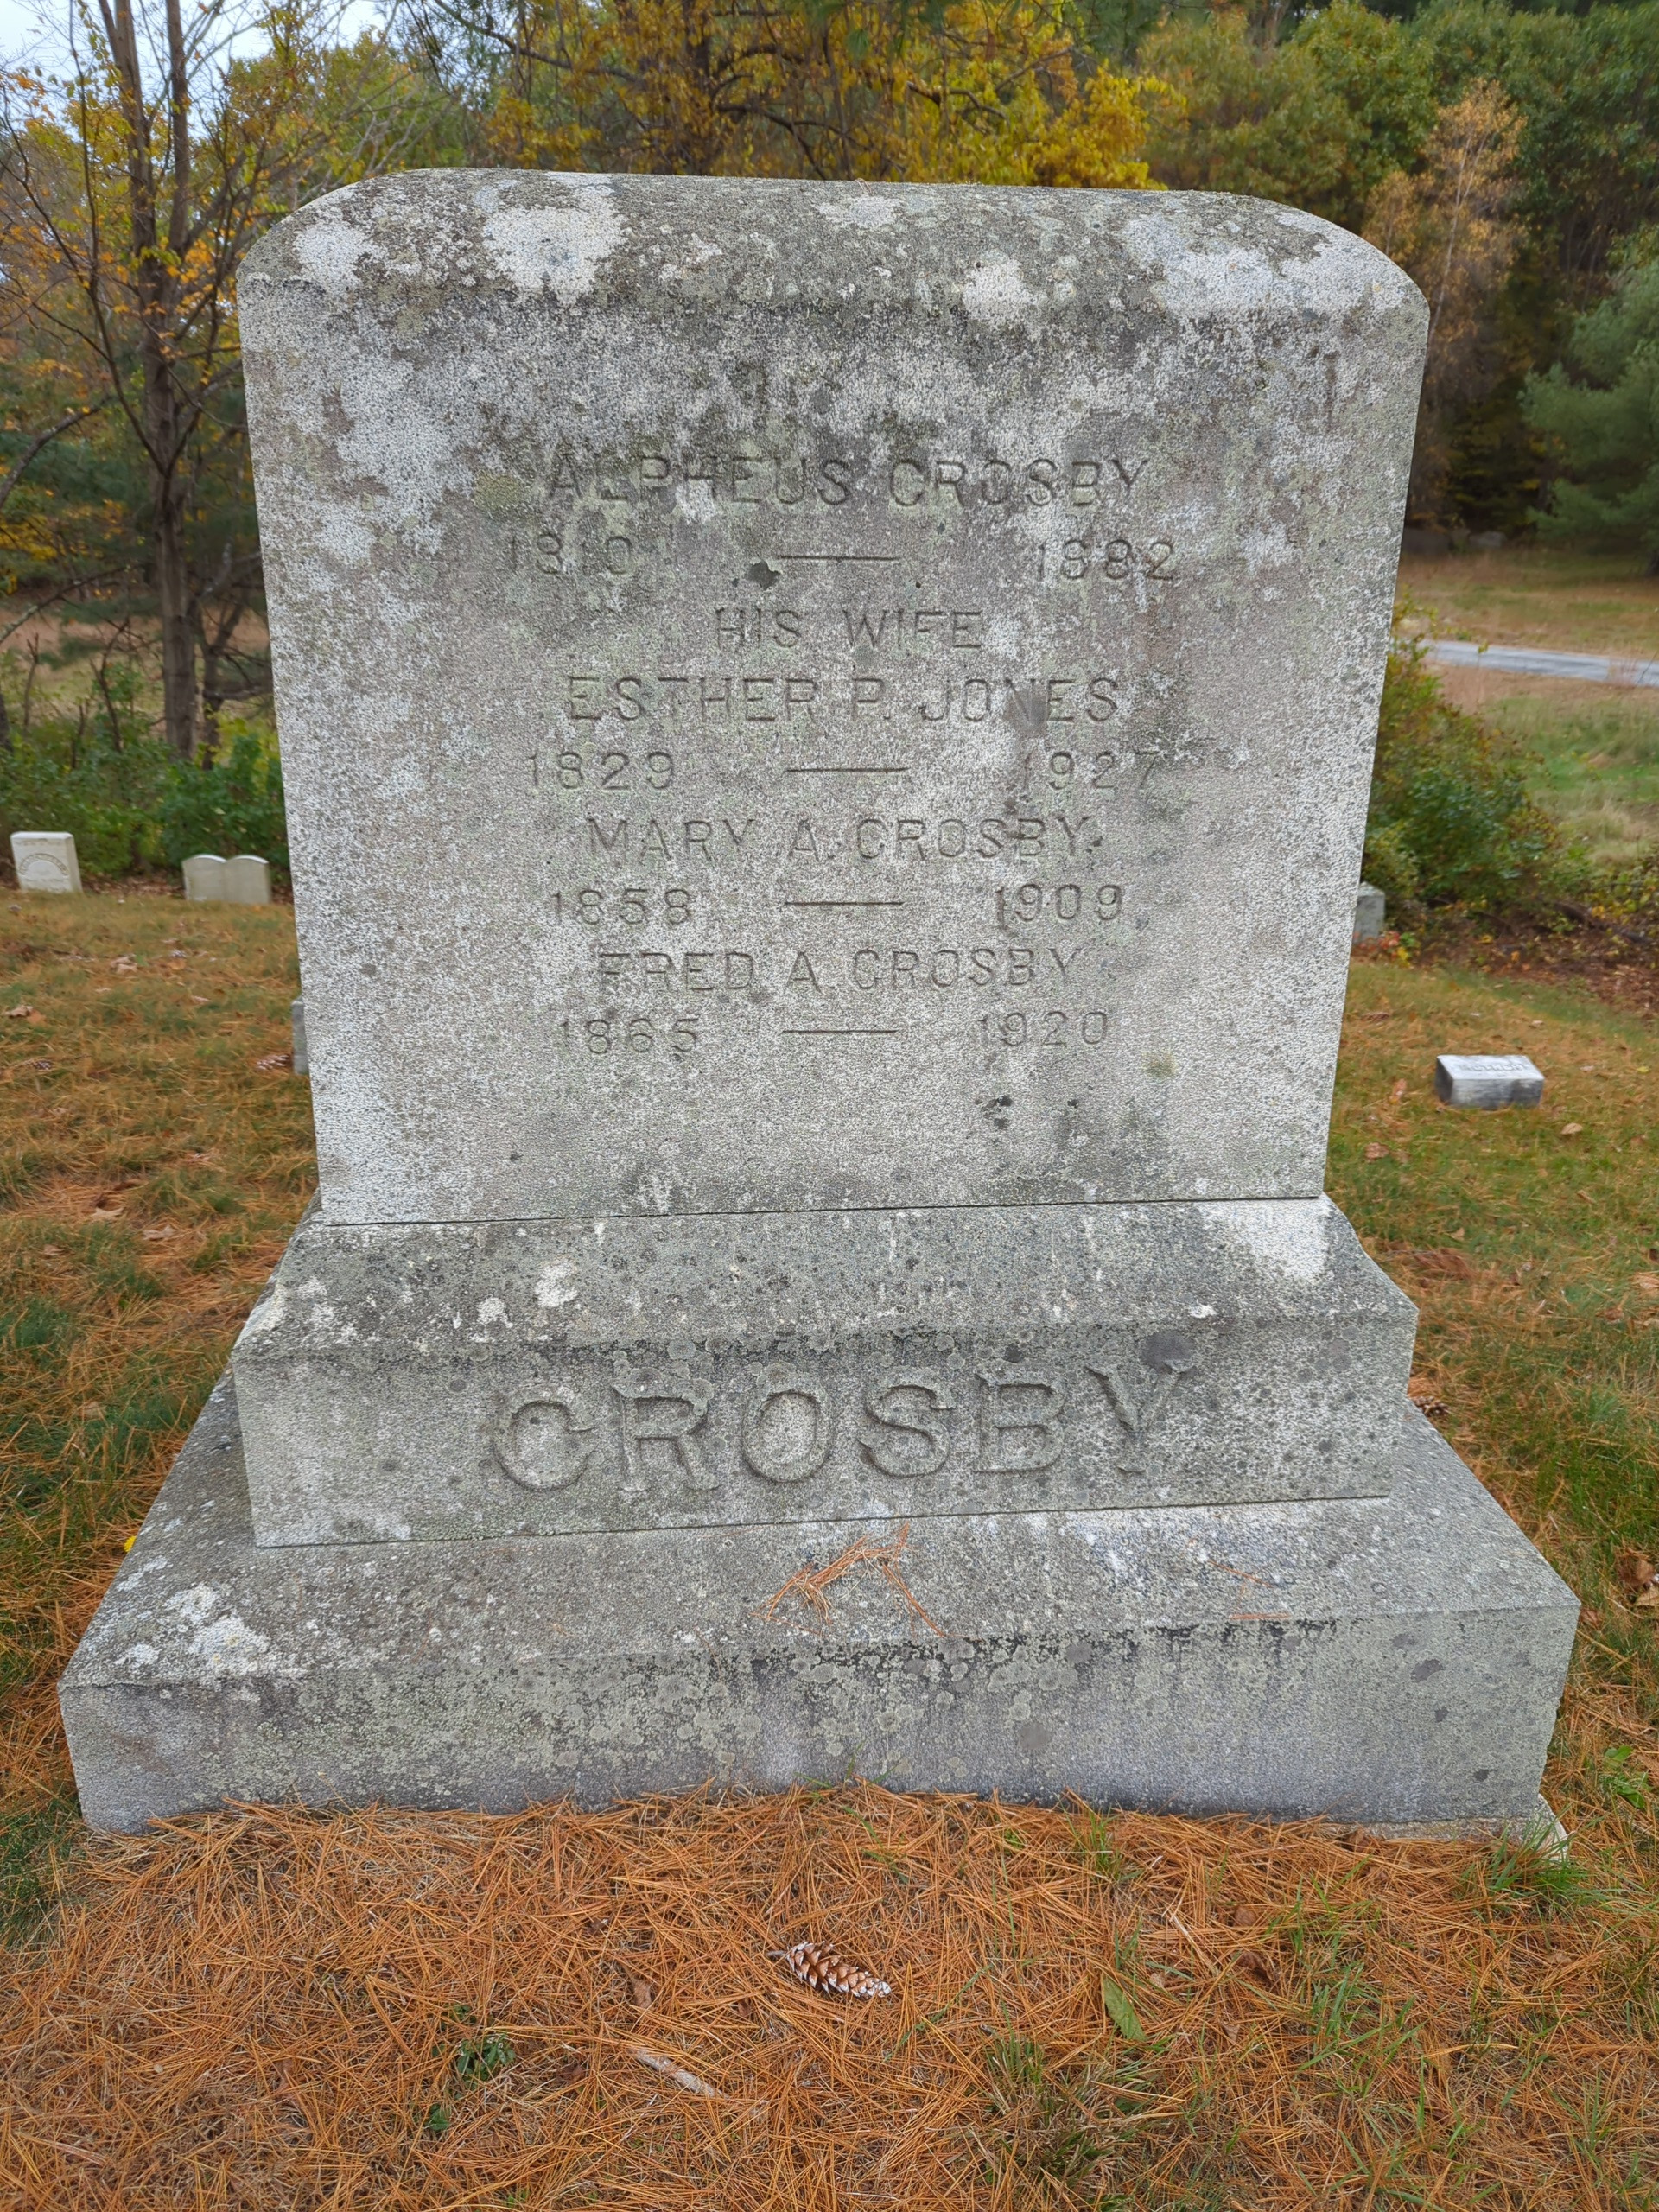 ALPHEUS CROSBY
1810 — 1882
HIS WIFE
ESTHER P. JONES
1829 — 1927
MARY A. CROSBY
1858 — 1909
FRED A. CROSBY
1865 — 1920
CROSBY